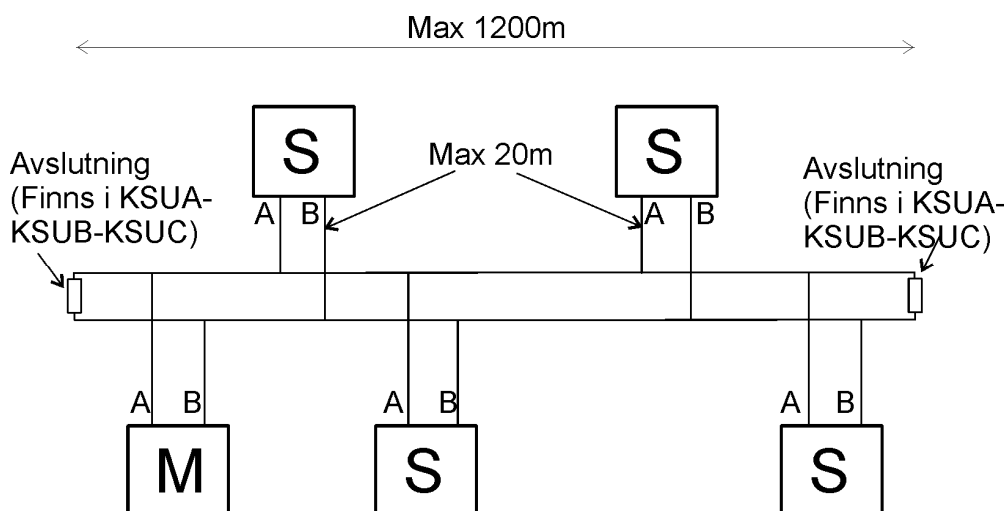 Max 1200m
S
S
Avslutning
(Finns i KSUA-
KSUB-KSUC)
Max 20m
Avslutning
(Finns i KSUA-
KSUB-KSUC)
A B
A B
A B
A B
A B
M
S
S